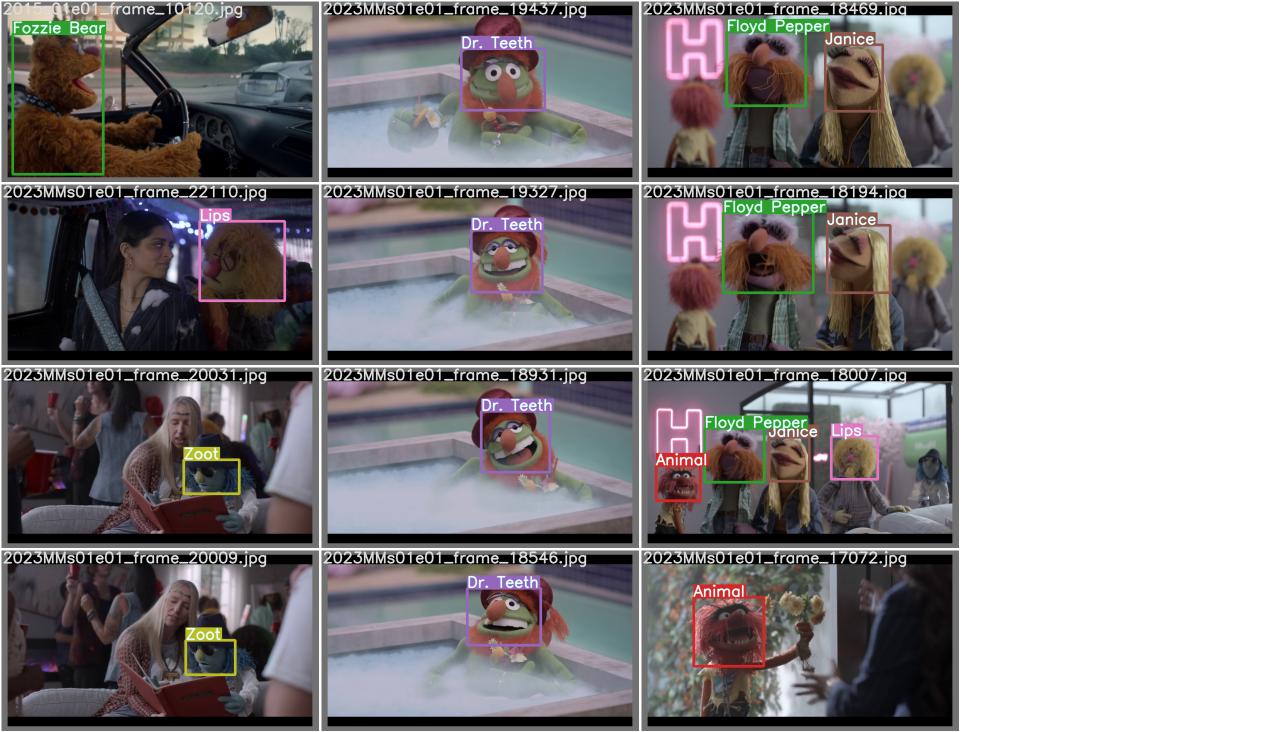 2015_01e01_frame_10120.jpg
Fozzie Bear
2023MMs01e01_frame_19437.jpg
Dr. Teeth
2023MMs01e01_frame_18469.jpg
Floyd Pepper
Janice
H
2023MMs01e01_frame_22110.jpg
Lips
2023MMs01e01_frame_19327.jpg
Dr. Teeth
2023MMs01e01_frame_18194.jpg
Floyd Pepper
Janice
H
2023MMs01e01_frame_20031.jpg
Zoot
2023MMs01e01_frame_18931.jpg
Dr. Teeth
2023MMs01e01_frame_18007.jpg
Floyd Pepper
Janice
Lips
H
Animal
2023MMs01e01_frame_20009.jpg
Zoot
2023MMs01e01_frame_18546.jpg
Dr. Teeth
2023MMs01e01_frame_17072.jpg
Animal